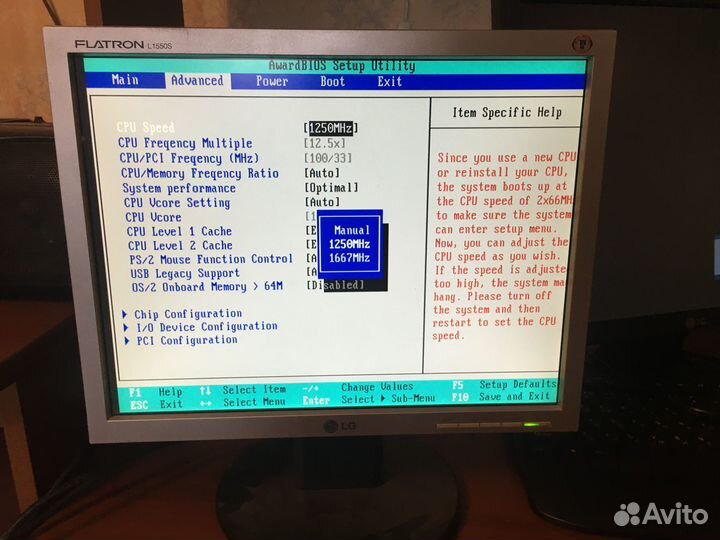 FLATRON L1550S
AwardBIOS Setup Utility
Main Advanced Power Boot Exit
CPU Speed [1250MHz]
CPU Freqency Multiple [12.5x]
CPU/PCI Freqency (MHz) [100/33]
CPU/Memory Freqency Ratio [Auto]
System performance [Optimal]
CPU Vcore Setting [Auto]
CPU Vcore [1
CPU Level 1 Cache [E
CPU Level 2 Cache [E
PS/2 Mouse Function Control [A
USB Legacy Support [A
OS/2 Onboard Memory > 64M [Disabled]
Manual
1250MHz
1667MHz
Chip Configuration
I/O Device Configuration
PCI Configuration
Item Specific Help
Since you use a new CPU
or reinstall your CPU,
the system boots up at
the CPU speed of 2x66MH
to make sure the system
can enter setup menu.
Now, you can adjust the
CPU speed as you wish.
If the speed is adjuste
too high, the system ma
hang. Please turn off
the system and then
restart to set the CPU
speed.
F1 Help ↑↓ Select Item -/+ Change Values F5 Setup Defaults
ESC Exit ←→ Select Menu Enter Select ▸ Sub-Menu F10 Save and Exit
LG
Avito